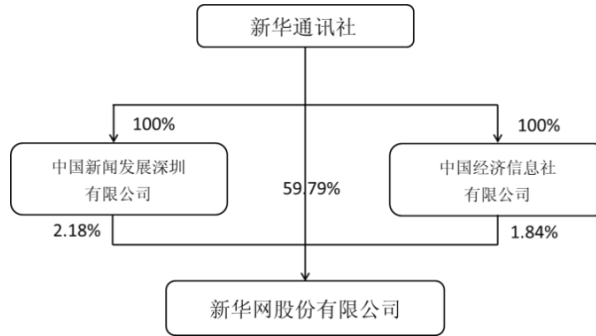 新华通讯社
100%
100%
中国新闻发展深圳
有限公司
59.79%
中国经济信息社
有限公司
2.18%
1.84%
新华网股份有限公司